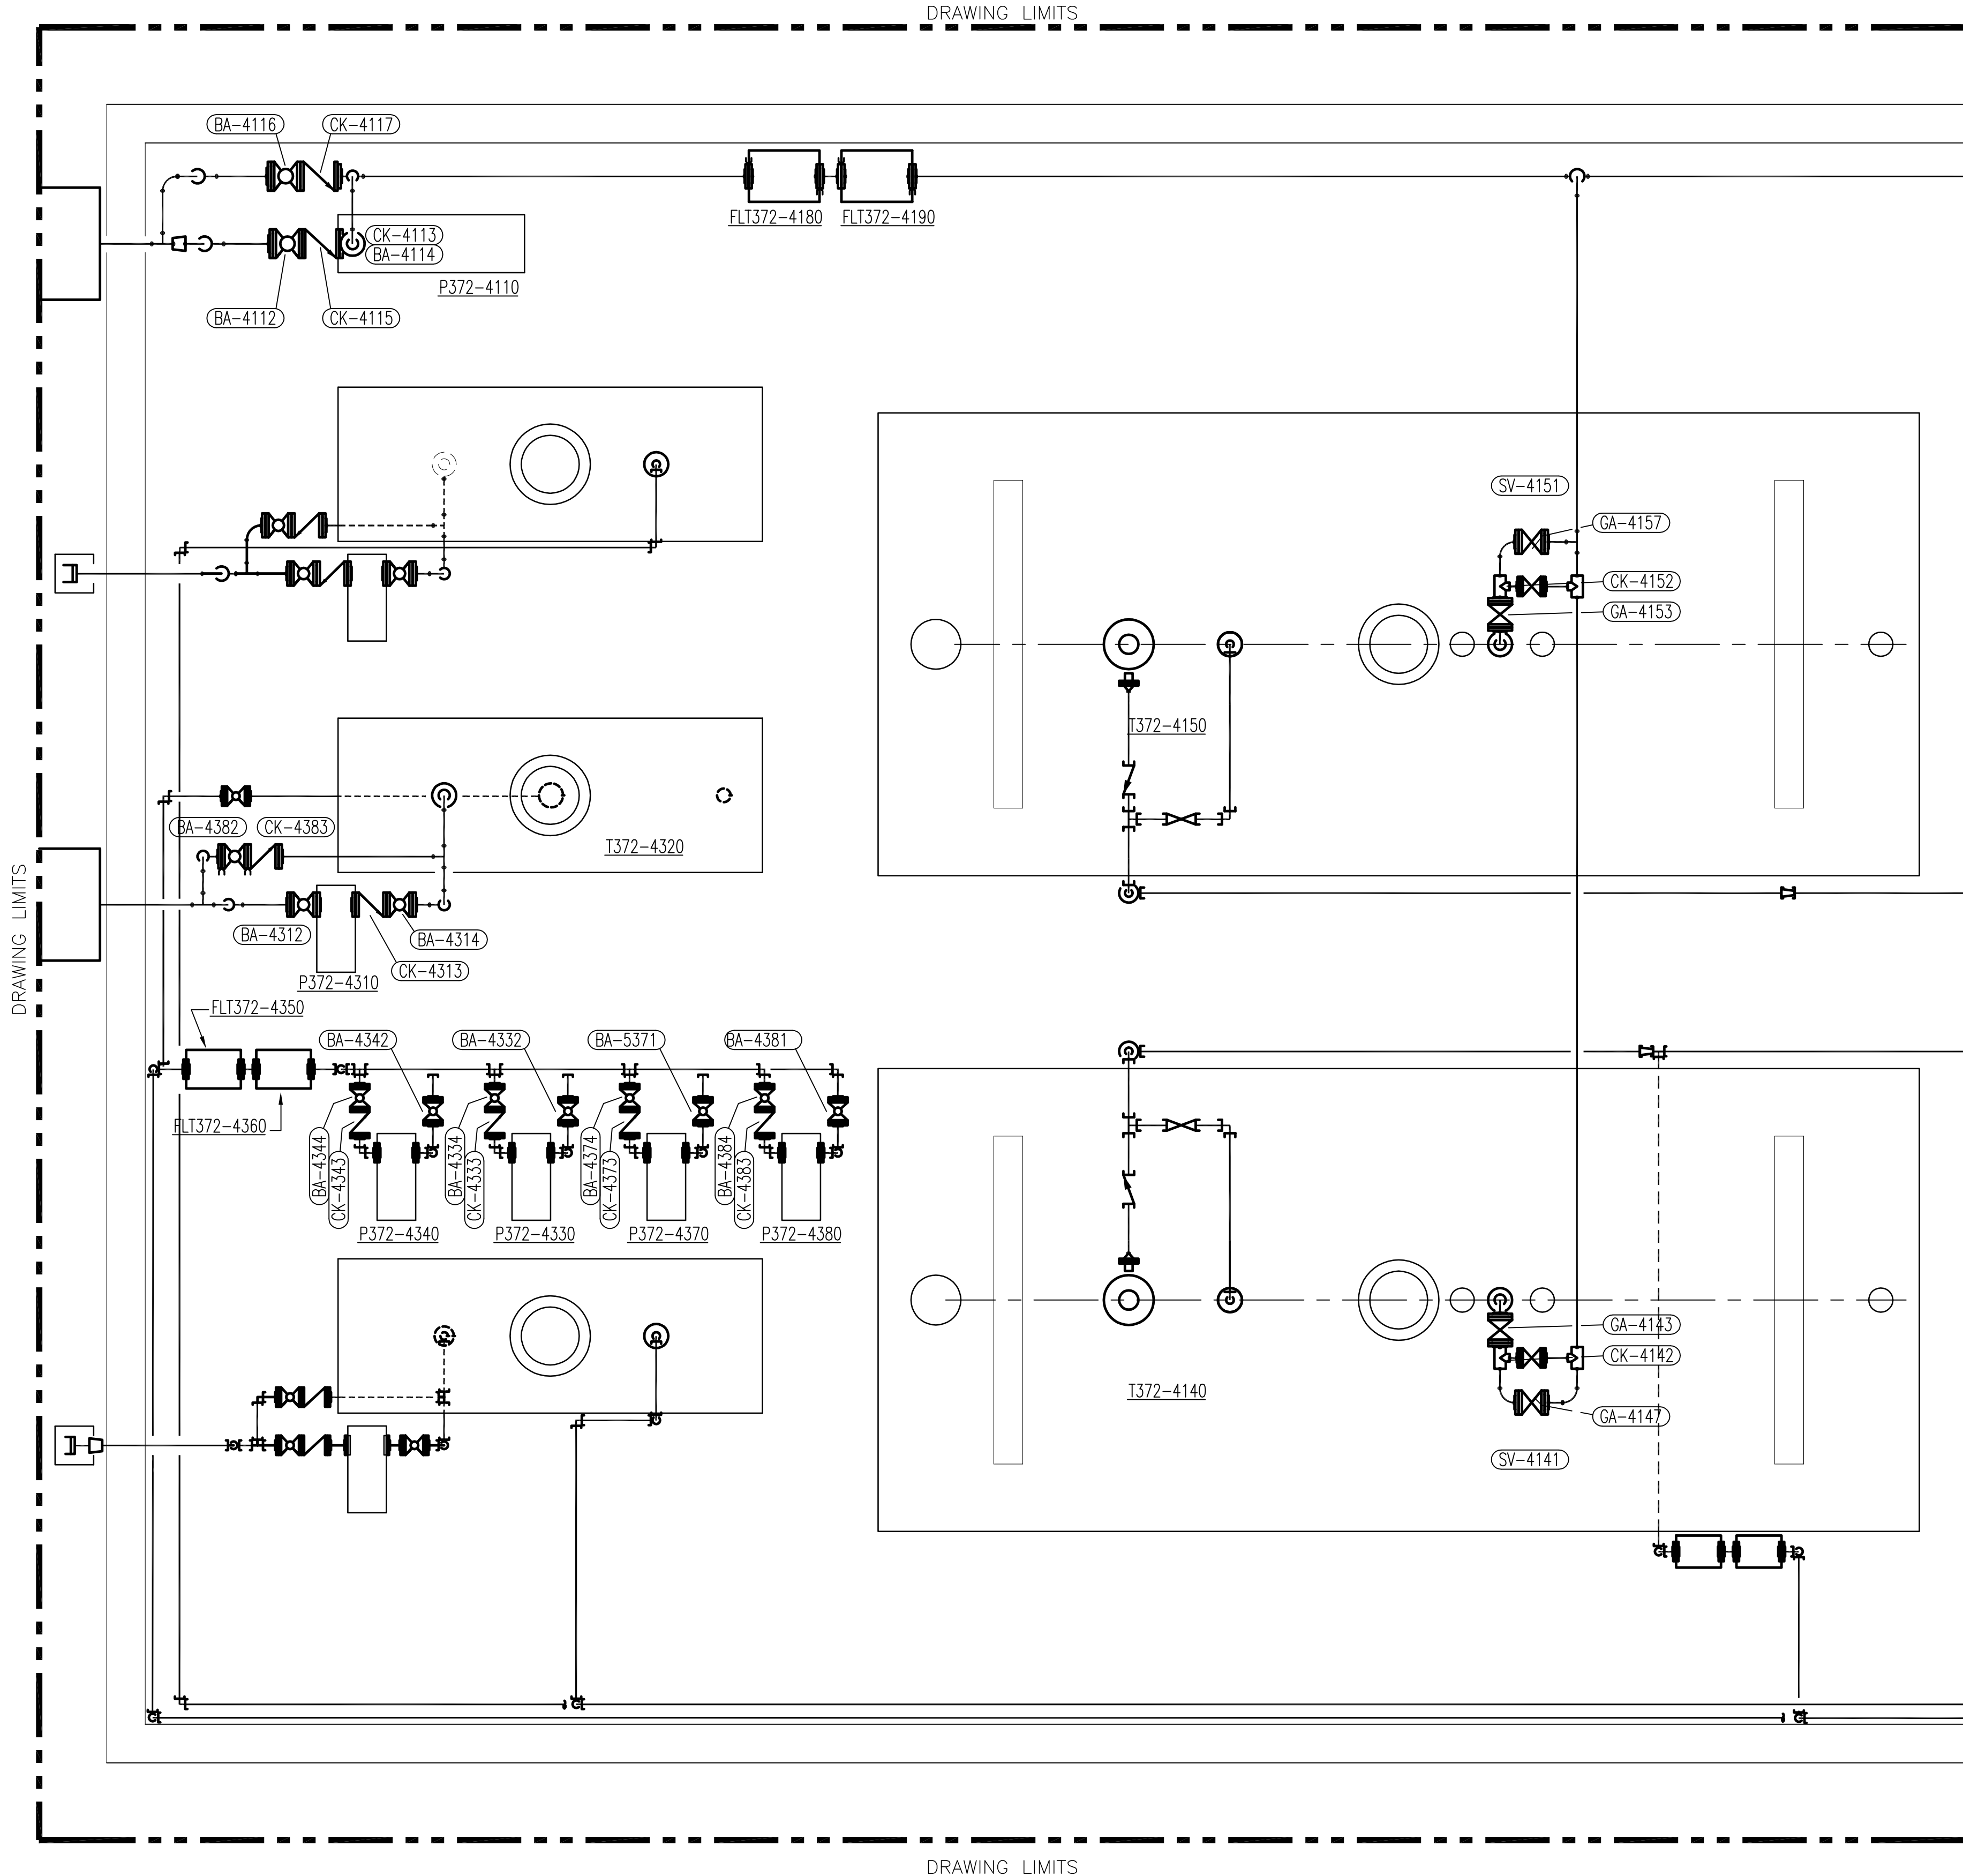 DRAWING LIMITS
BA-4116
CK-4117
FLT372-4180
FLT372-4190
CK-4113
BA-4114
P372-4110
BA-4112
CK-4115
SV-4151
GA-4157
CK-4152
GA-4153
T372-4150
BA-4382
CK-4383
T372-4320
BA-4312
BA-4314
CK-4313
P372-4310
DRAWING LIMITS
FLT372-4350
BA-4342
BA-4332
BA-5371
BA-4381
FLT372-4360
BA-4344
CK-4343
BA-4334
CK-4333
BA-4374
CK-4373
BA-4384
CK-4383
P372-4340
P372-4330
P372-4370
P372-4380
GA-4143
CK-4142
T372-4140
GA-4147
SV-4141
DRAWING LIMITS